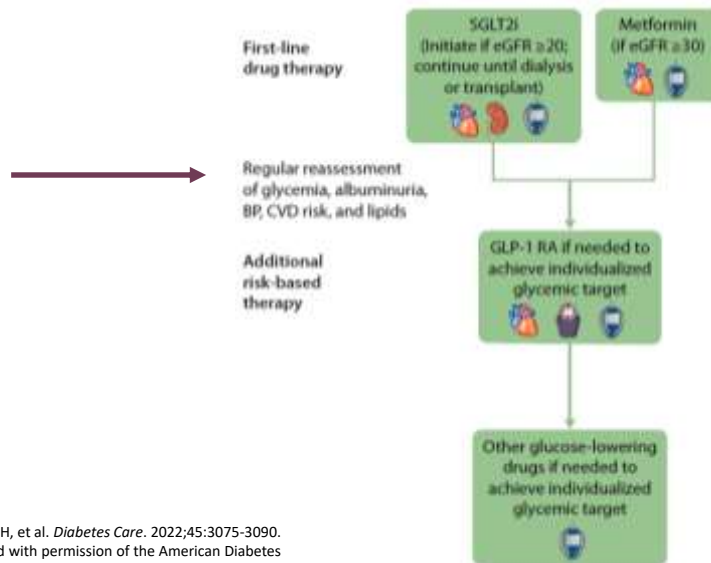 First-line
drug therapy
SGLT2i
(Initiate if eGFR ≥20;
continue until dialysis
or transplant)
Metformin
(if eGFR ≥30)
Regular reassessment
of glycemia, albuminuria,
BP, CVD risk, and lipids
Additional
risk-based
therapy
GLP-1 RA if needed to
achieve individualized
glycemic target
Other glucose-lowering
drugs if needed to
achieve individualized
glycemic target
H, et al. Diabetes Care. 2022;45:3075-3090.
d with permission of the American Diabetes